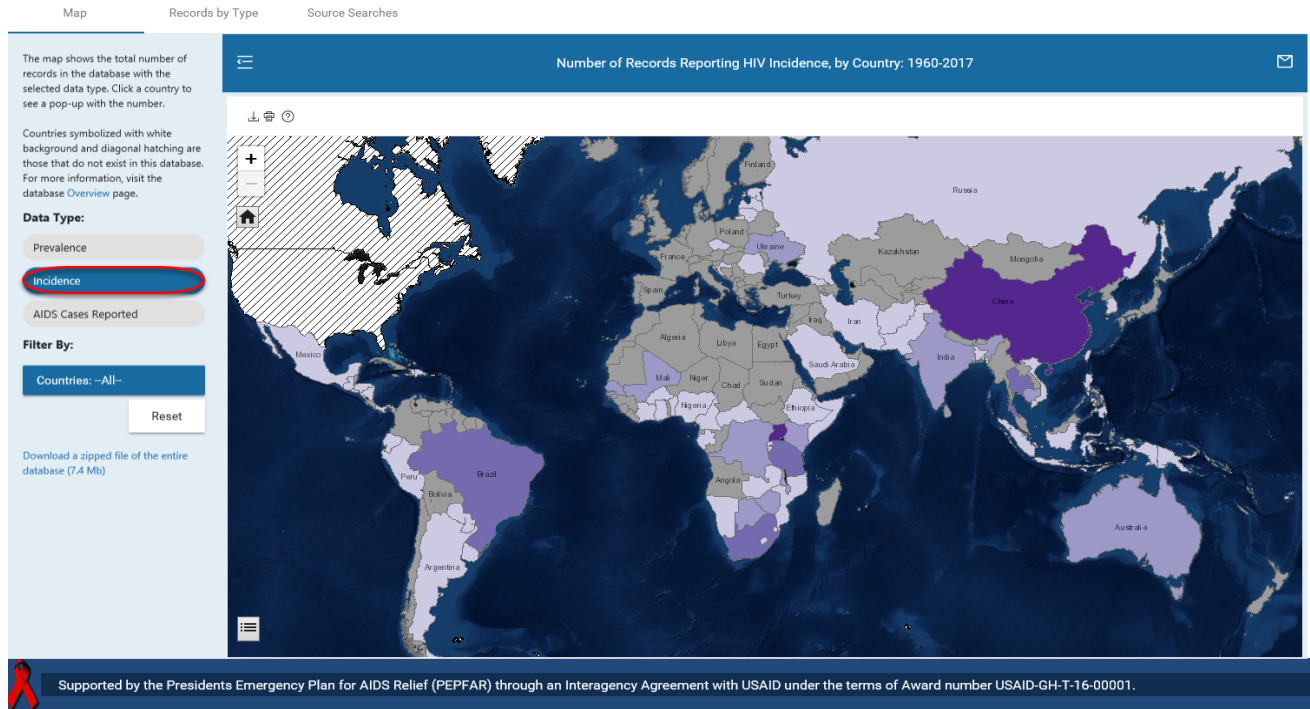 Map
Records by Type
Source Searches
The map shows the total number of
records in the database with the
selected data type. Click a country to
see a pop-up with the number.
Countries symbolized with white
background and diagonal hatching are
those that do not exist in this database.
For more information, visit the
database Overview page.
Data Type:
Prevalence
Incidence
AIDS Cases Reported
Filter By:
Countries: --All--
Reset
Download a zipped file of the entire
database (7.4 Mb)
Number of Records Reporting HIV Incidence, by Country: 1960-2017
Finland
Russia
Poland
Ukraine
France
Kazakhstan
Mongolia
Spain
Turkey
China
Iraq
Iran
Algeria
Libya
Egypt
Mexico
Saudi Arabia
India
Mali
Niger
Chad
Sudan
Nigeria
Ethiopia
Peru
Brazil
Angola
Bolivia
Australia
Argentina
Supported by the Presidents Emergency Plan for AIDS Relief (PEPFAR) through an Interagency Agreement with USAID under the terms of Award number USAID-GH-T-16-00001.